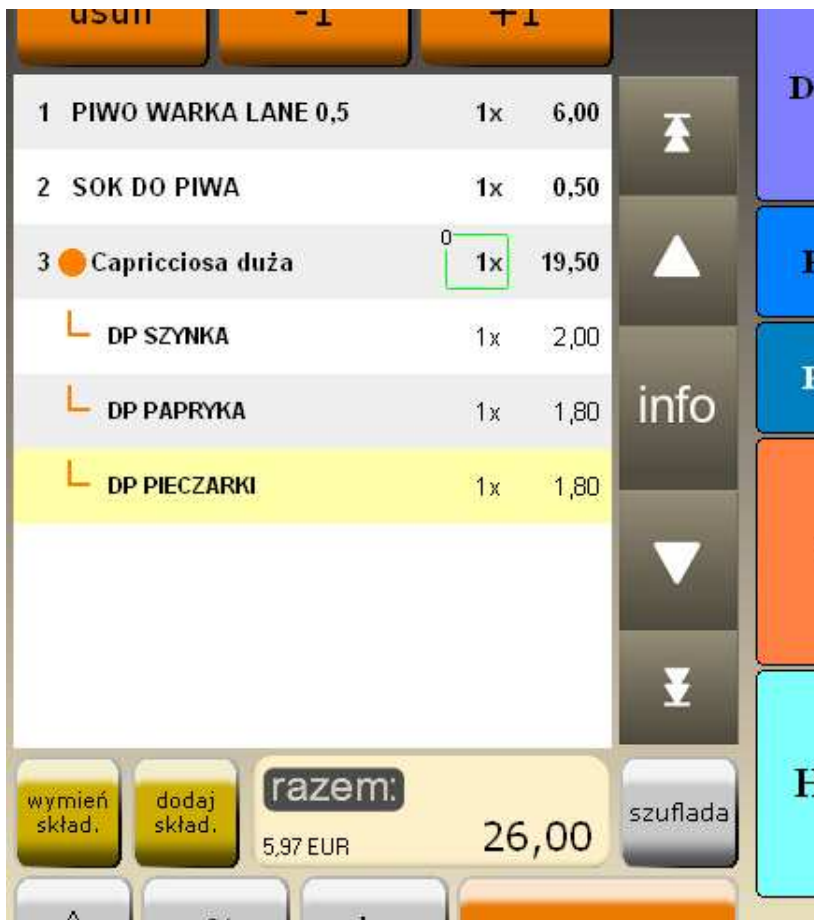 usuń -1 +1
1 PIWO WARKA LANE 0,5 1x 6,00
2 SOK DO PIWA 1x 0,50
0
3 Capricciosa duża 1x 19,50
DP SZYNKA 1x 2,00
DP PAPRYKA 1x 1,80
info
DP PIECZARKI 1x 1,80
wymień skład. dodaj skład. razem: szuflada
5,97 EUR 26,00